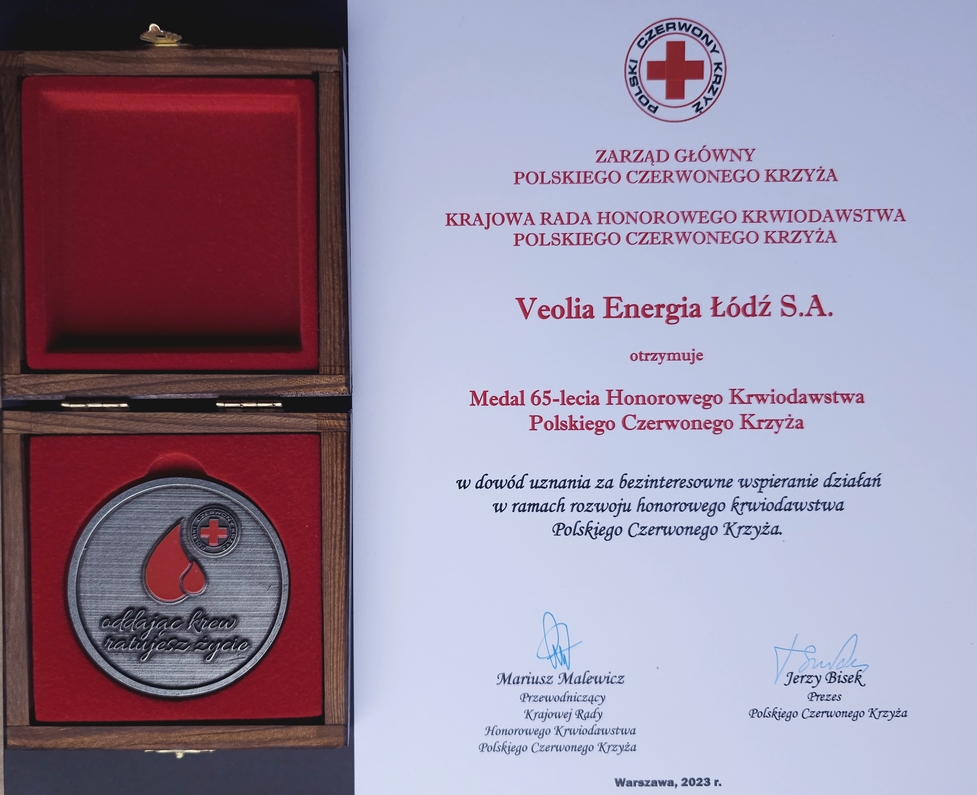 POLSKI CZERWONY KRZYŻ
ZARZĄD GŁÓWNY
POLSKIEGO CZERWONEGO KRZYŻA
KRAJOWA RADA HONOROWEGO KRWIODAWSTWA
POLSKIEGO CZERWONEGO KRZYŻA
Veolia Energia Łódź S.A.
otrzymuje
Medal 65-lecia Honorowego Krwiodawstwa
Polskiego Czerwonego Krzyża
w dowód uznania za bezinteresowne wspieranie działań
w ramach rozwoju honorowego krwiodawstwa
Polskiego Czerwonego Krzyża.
Mariusz Malewicz
Przewodniczący
Krajowej Rady
Honorowego Krwiodawstwa
Polskiego Czerwonego Krzyża
Jerzy Bisek
Prezes
Polskiego Czerwonego Krzyża
Warszawa, 2023 r.
oddając krew
ratujesz życie